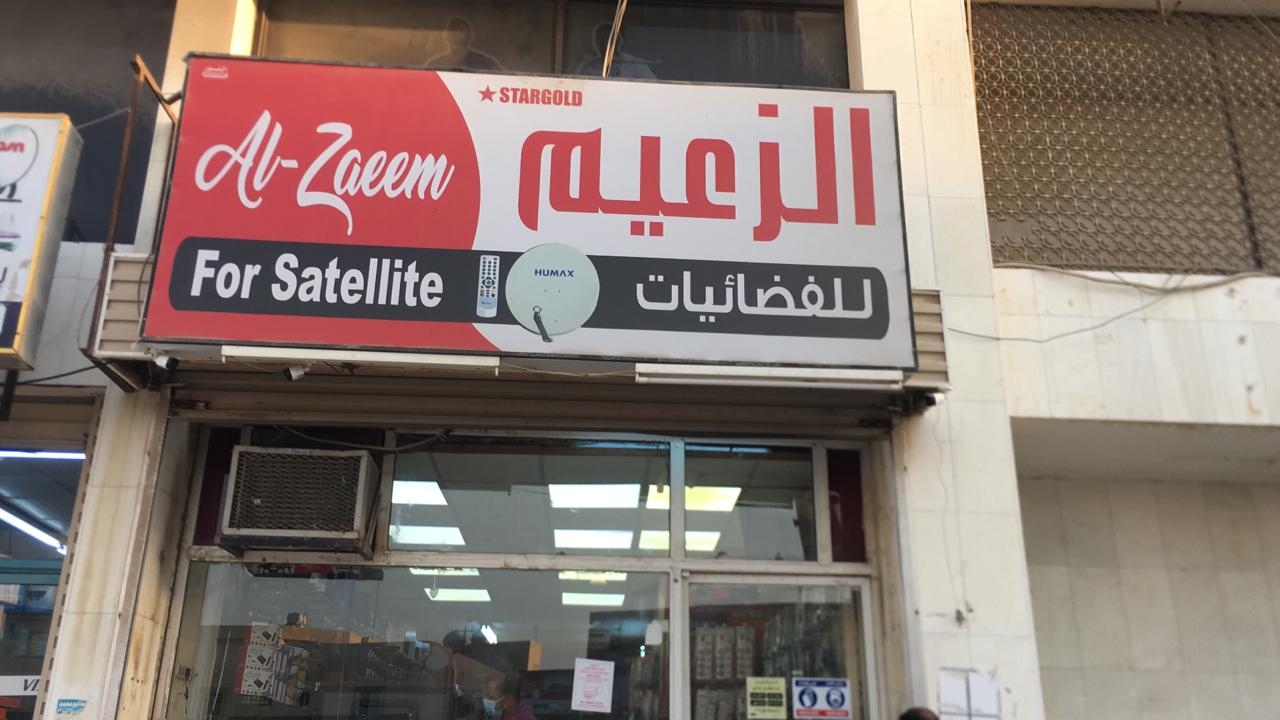 ★STARGOLD
Al-Zaeem
الزعيم
For Satellite
HUMAX
للفضائيات